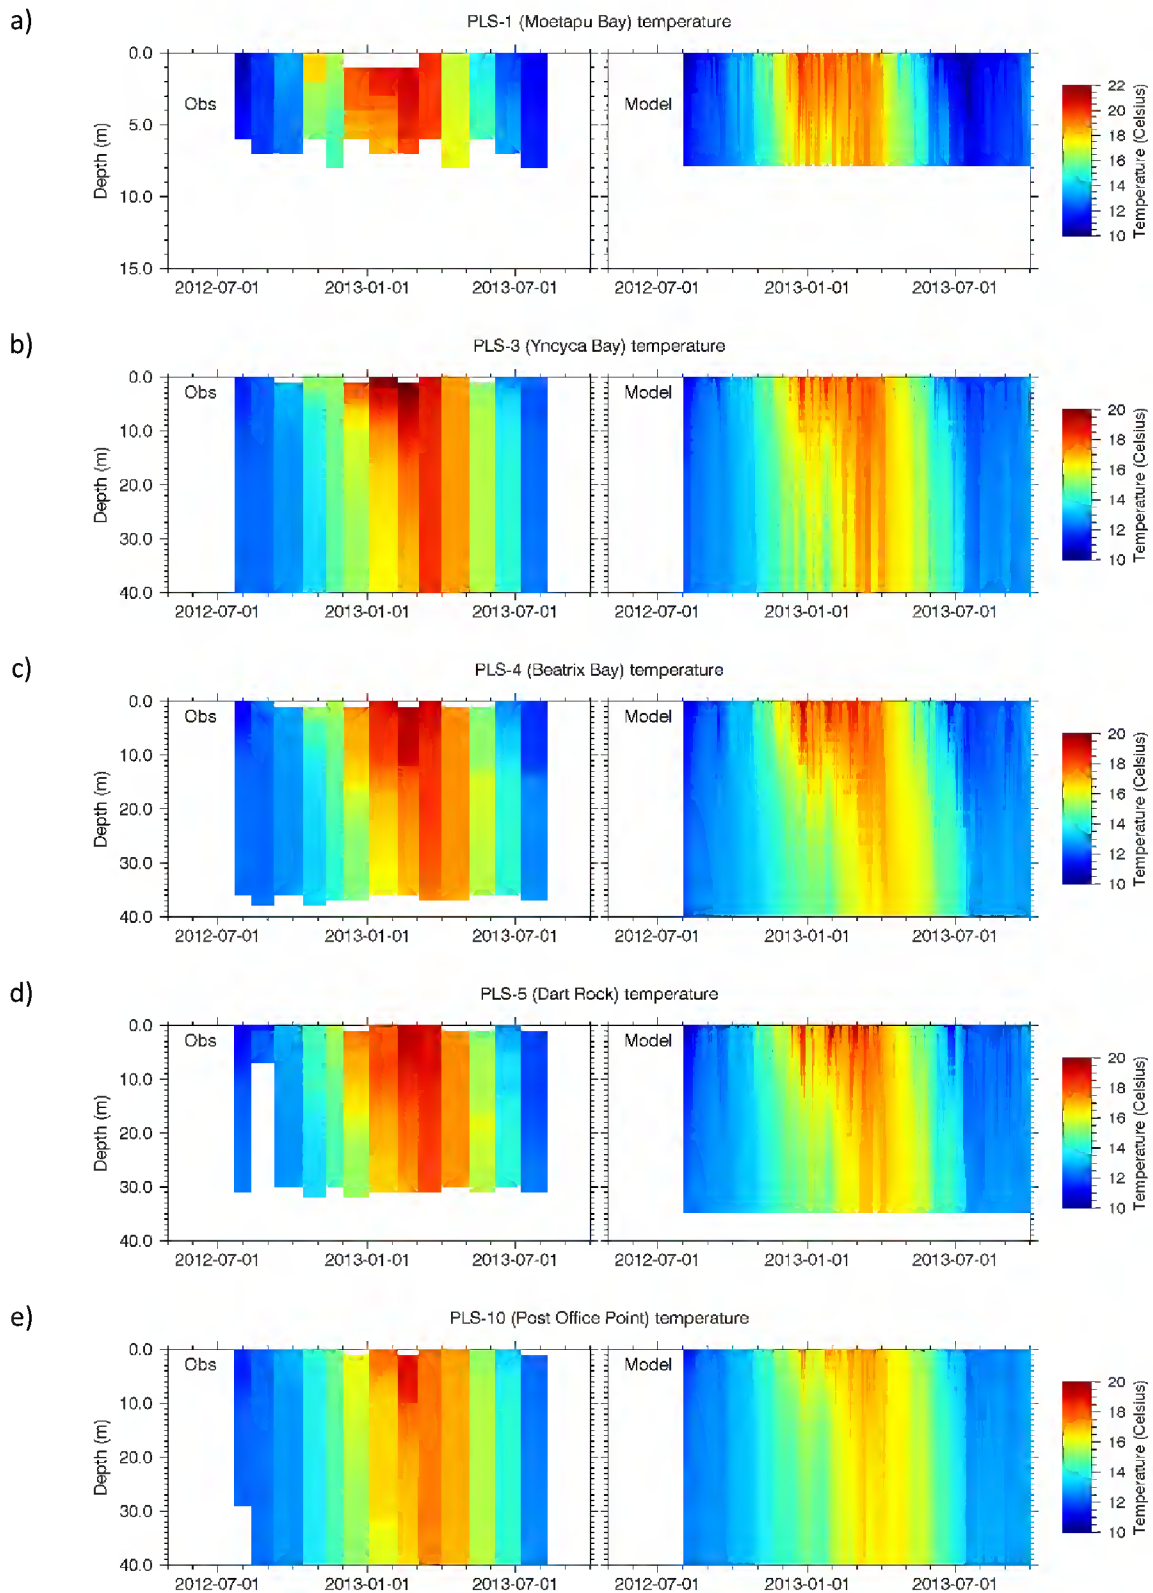 a)
PLS-1 (Moetapu Bay) temperature
Depth (m)
0.0
5.0
10.0
15.0
Obs
Model
2012-07-01 2013-01-01 2013-07-01
2012-07-01 2013-01-01 2013-07-01
22
20
18
16
14
12
10
Temperature (Celsius)
b)
PLS-3 (Yncyca Bay) temperature
Depth (m)
0.0
10.0
20.0
30.0
40.0
Obs
Model
2012-07-01 2013-01-01 2013-07-01
2012-07-01 2013-01-01 2013-07-01
20
18
16
14
12
10
Temperature (Celsius)
c)
PLS-4 (Beatrix Bay) temperature
Depth (m)
0.0
10.0
20.0
30.0
40.0
Obs
Model
2012-07-01 2013-01-01 2013-07-01
2012-07-01 2013-01-01 2013-07-01
20
18
16
14
12
10
Temperature (Celsius)
d)
PLS-5 (Dart Rock) temperature
Depth (m)
0.0
10.0
20.0
30.0
40.0
Obs
Model
2012-07-01 2013-01-01 2013-07-01
2012-07-01 2013-01-01 2013-07-01
20
18
16
14
12
10
Temperature (Celsius)
e)
PLS-10 (Post Office Point) temperature
Depth (m)
0.0
10.0
20.0
30.0
40.0
Obs
Model
2012-07-01 2013-01-01 2013-07-01
2012-07-01 2013-01-01 2013-07-01
20
18
16
14
12
10
Temperature (Celsius)